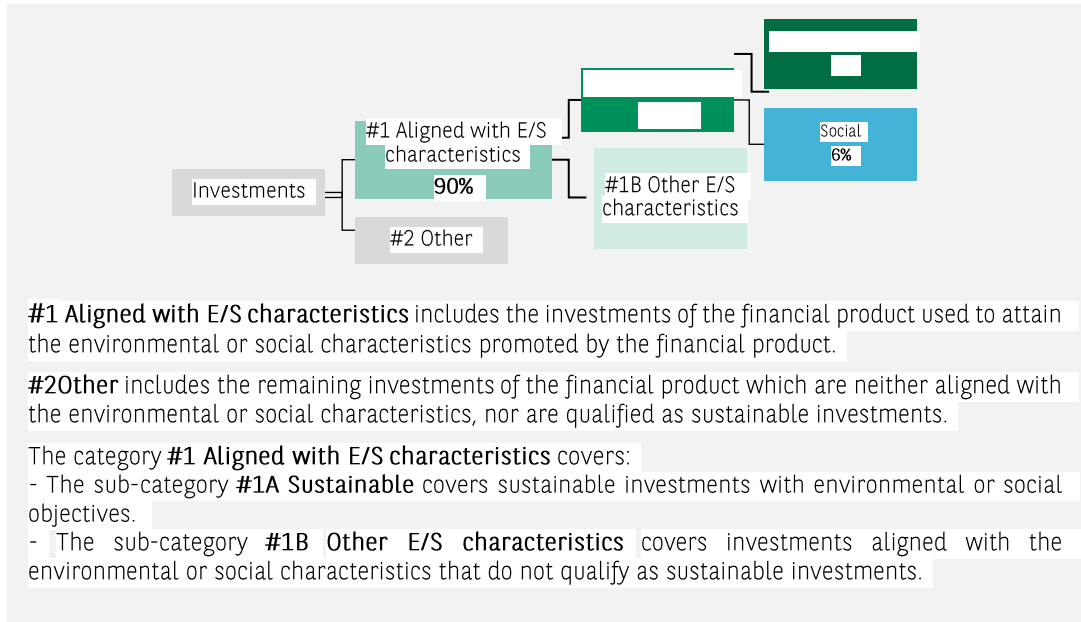 #1 Aligned with E/S
characteristics
90%
Investments
#2 Other
#1B Other E/S
characteristics
Social
6%
#1 Aligned with E/S characteristics includes the investments of the financial product used to attain
the environmental or social characteristics promoted by the financial product.
#2Other includes the remaining investments of the financial product which are neither aligned with
the environmental or social characteristics, nor are qualified as sustainable investments.
The category #1 Aligned with E/S characteristics covers:
- The sub-category #1A Sustainable covers sustainable investments with environmental or social
objectives.
- The sub-category #1B Other E/S characteristics covers investments aligned with the
environmental or social characteristics that do not qualify as sustainable investments.